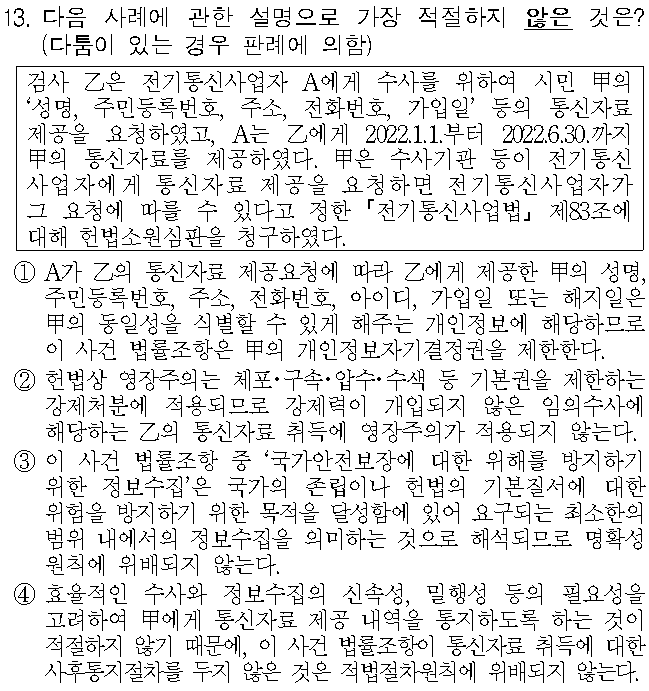 13. 다음 사례에 관한 설명으로 가장 적절하지 않은 것은?
(다툼이 있는 경우 판례에 의함)
검사 乙은 전기통신사업자 A에게 수사를 위하여 시민 甲의
‘성명, 주민등록번호, 주소, 전화번호, 가입일’ 등의 통신자료
제공을 요청하였고, A는 乙에게 2022.1.1.부터 2022.6.30.까지
甲의 통신자료를 제공하였다. 甲은 수사기관 등이 전기통신
사업자에게 통신자료 제공을 요청하면 전기통신사업자가
그 요청에 따를 수 있다고 정한 「전기통신사업법」 제83조에
대해 헌법소원심판을 청구하였다.
① A가 乙의 통신자료 제공요청에 따라 乙에게 제공한 甲의 성명,
주민등록번호, 주소, 전화번호, 아이디, 가입일 또는 해지일은
甲의 동일성을 식별할 수 있게 해주는 개인정보에 해당하므로
이 사건 법률조항은 甲의 개인정보자기결정권을 제한한다.
② 헌법상 영장주의는 체포·구속·압수·수색 등 기본권을 제한하는
강제처분에 적용되므로 강제력이 개입되지 않은 임의수사에
해당하는 乙의 통신자료 취득에 영장주의가 적용되지 않는다.
③ 이 사건 법률조항 중 ‘국가안전보장에 대한 위해를 방지하기
위한 정보수집’은 국가의 존립이나 헌법의 기본질서에 대한
위험을 방지하기 위한 목적을 달성함에 있어 요구되는 최소한의
범위 내에서의 정보수집을 의미하는 것으로 해석되므로 명확성
원칙에 위배되지 않는다.
④ 효율적인 수사와 정보수집의 신속성, 밀행성 등의 필요성을
고려하여 甲에게 통신자료 제공 내역을 통지하도록 하는 것이
적절하지 않기 때문에, 이 사건 법률조항이 통신자료 취득에 대한
사후통지절차를 두지 않은 것은 적법절차원칙에 위배되지 않는다.